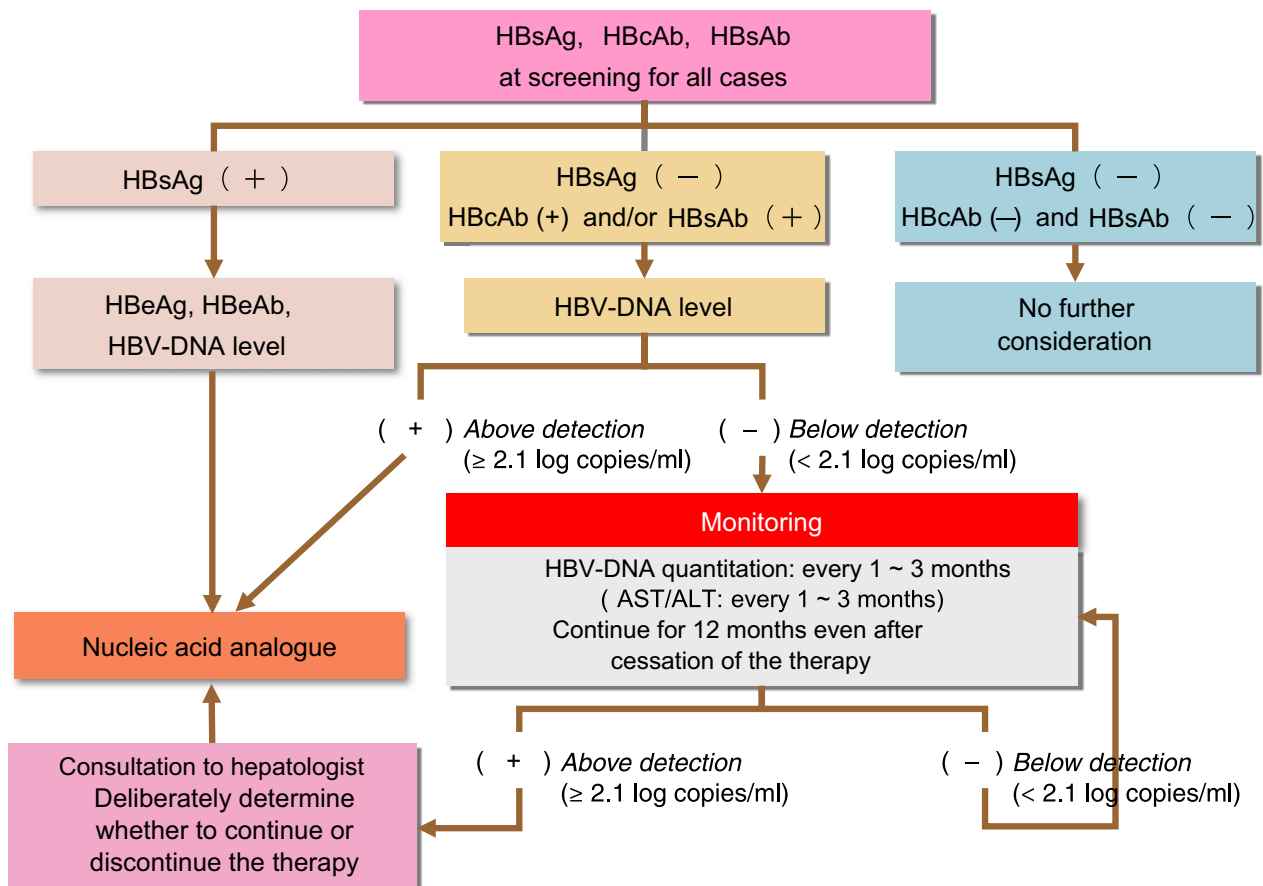 HBsAg, HBcAb, HBsAb
at screening for all cases
HBsAg ( + )
HBsAg ( − )
HBcAb (+) and/or HBsAb ( + )
HBsAg ( − )
HBcAb (−) and HBsAb ( − )
HBeAg, HBeAb,
HBV-DNA level
HBV-DNA level
No further
consideration
( + ) Above detection
(≥ 2.1 log copies/ml)
( − ) Below detection
(< 2.1 log copies/ml)
Monitoring
HBV-DNA quantitation: every 1 ~ 3 months
( AST/ALT: every 1 ~ 3 months)
Continue for 12 months even after
cessation of the therapy
Nucleic acid analogue
( + ) Above detection
(≥ 2.1 log copies/ml)
( − ) Below detection
(< 2.1 log copies/ml)
Consultation to hepatologist
Deliberately determine
whether to continue or
discontinue the therapy